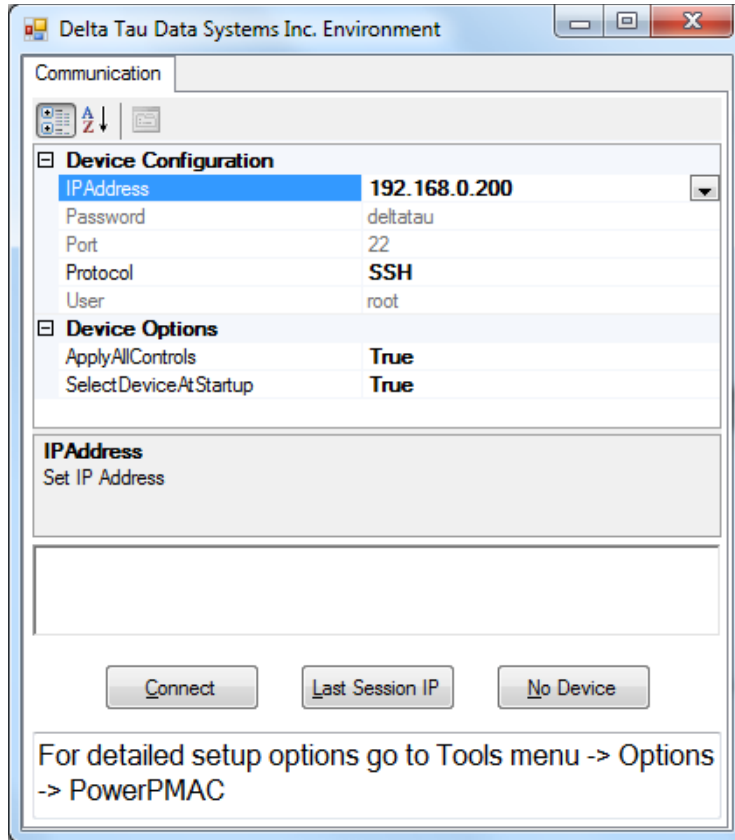 Delta Tau Data Systems Inc. Environment
Communication
Device Configuration
IPAddress 192.168.0.200
Password deltatau
Port 22
Protocol SSH
User root
Device Options
ApplyAllControls True
SelectDeviceAtStartup True
IPAddress
Set IP Address
Connect Last Session IP No Device
For detailed setup options go to Tools menu -> Options
-> PowerPMAC